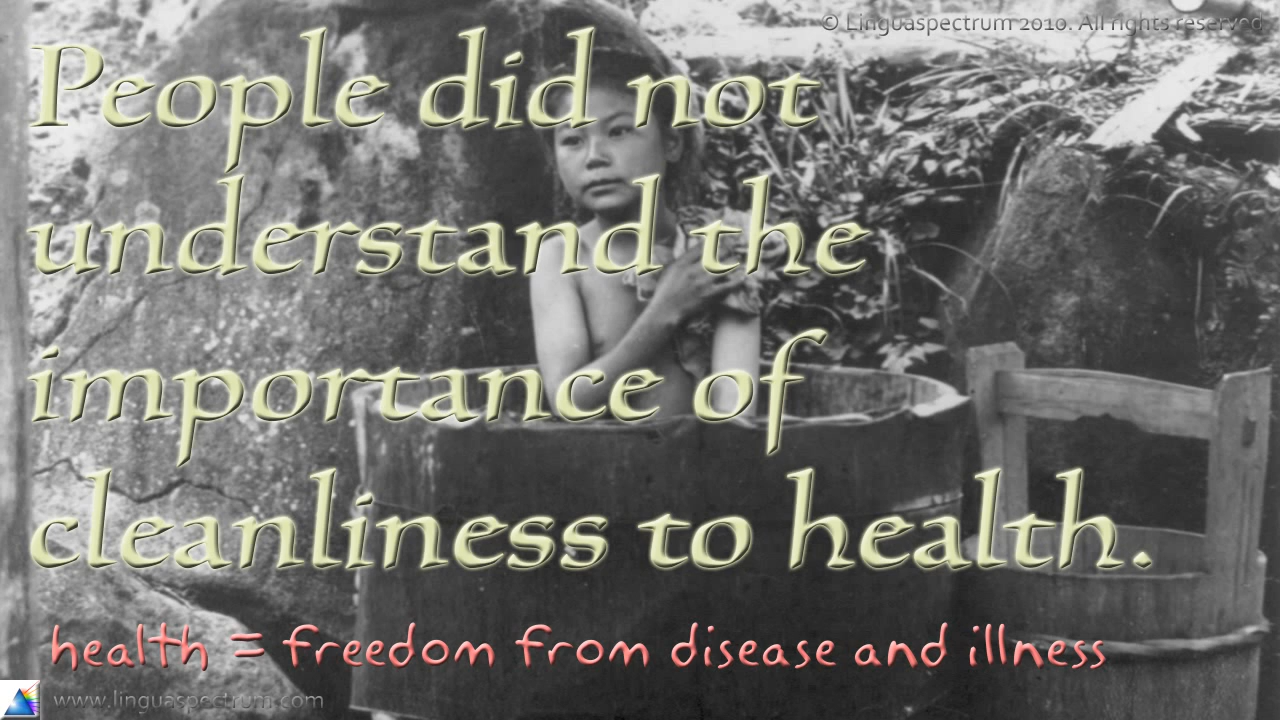 © Linguaspectrum 2010. All rights reserved.
People did not
understand the
importance of
cleanliness to health.
health = freedom from disease and illness
www.linguaspectrum.com